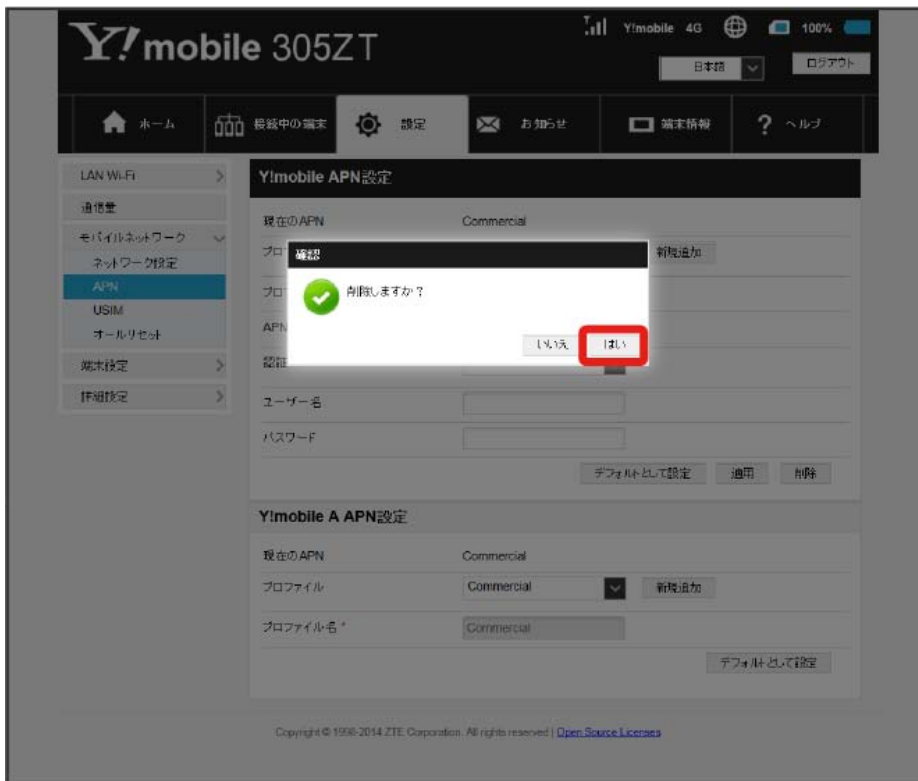 Y! mobile 305ZT
Y!mobile 4G 100%
日本語 ログアウト
ホーム 接続中の端末 設定 お知らせ 端末情報 ? ヘルプ
LAN Wi-Fi
通信量
モバイルネットワーク
ネットワーク設定
APN
USIM
オールリセット
端末設定
詳細設定
Y!mobile APN設定
現在のAPN Commercial
プロ 新規追加
プロ
APN
認証
確認
削除しますか?
いいえ はい
ユーザー名
パスワード
デフォルトとして設定 適用 削除
Y!mobile A APN設定
現在のAPN Commercial
プロファイル Commercial 新規追加
プロファイル名* Commercial
デフォルトとして設定
Copyright © 1998-2014 ZTE Corporation. All rights reserved | Open Source Licenses